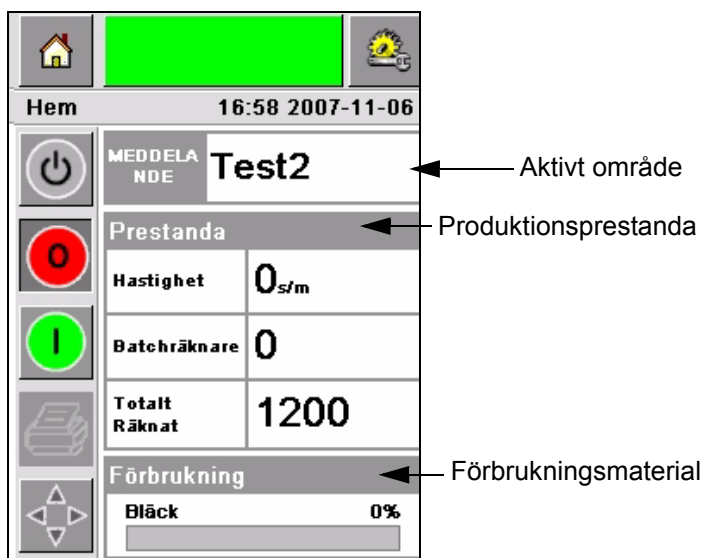 Hem 16:58 2007-11-06
MEDDELA
NDE
Test2
Aktivt område
Prestanda
Produktionsprestanda
O
Hastighet 0s/m
I
Batchräknare 0
Totalt
Räknat
1200
Förbrukning
Förbrukningsmaterial
Bläck 0%